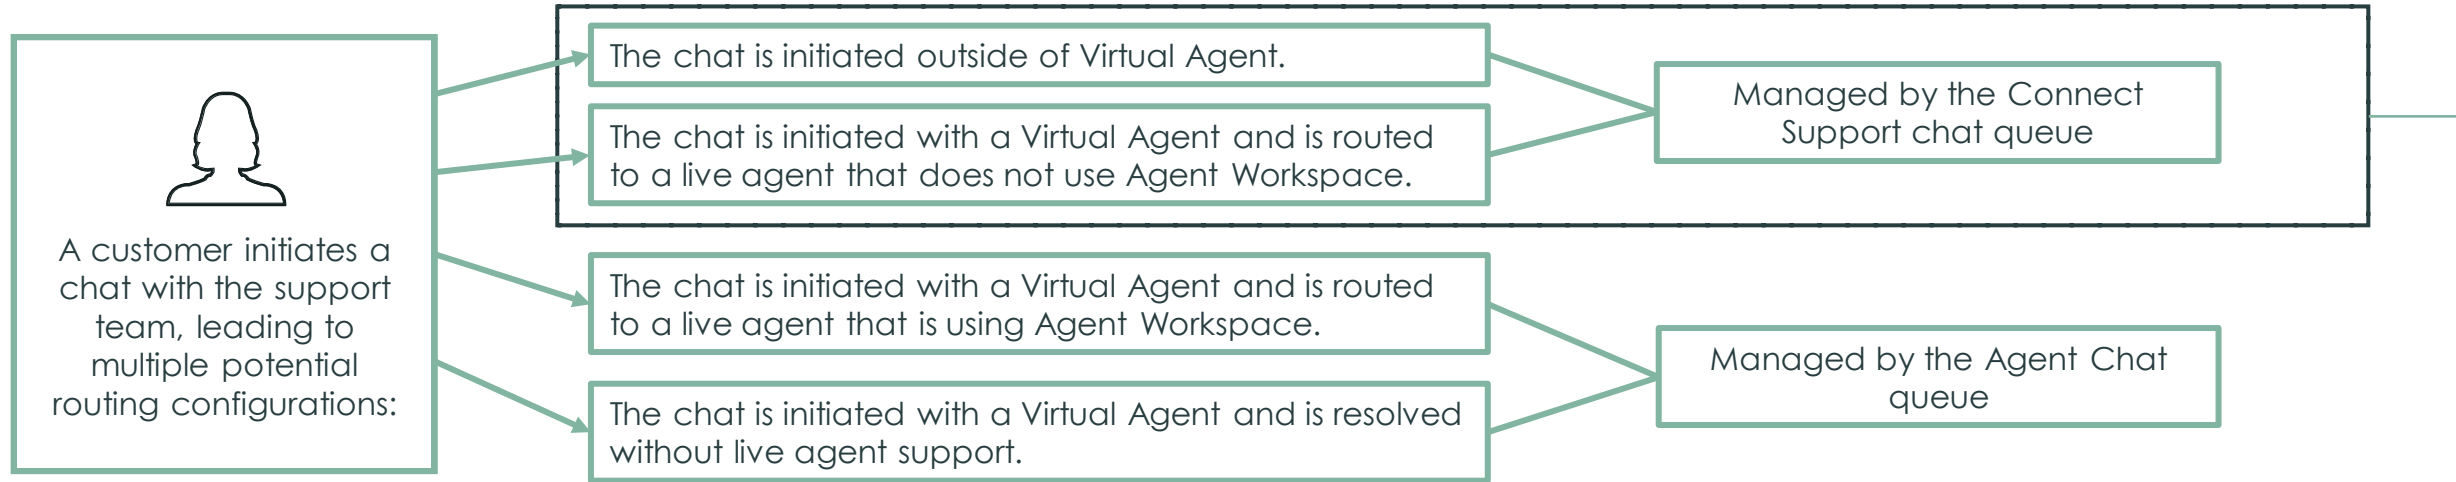 A customer initiates a
chat with the support
team, leading to
multiple potential
routing configurations:
The chat is initiated outside of Virtual Agent.
The chat is initiated with a Virtual Agent and is routed
to a live agent that does not use Agent Workspace.
Managed by the Connect
Support chat queue
The chat is initiated with a Virtual Agent and is routed
to a live agent that is using Agent Workspace.
The chat is initiated with a Virtual Agent and is resolved
without live agent support.
Managed by the Agent Chat
queue